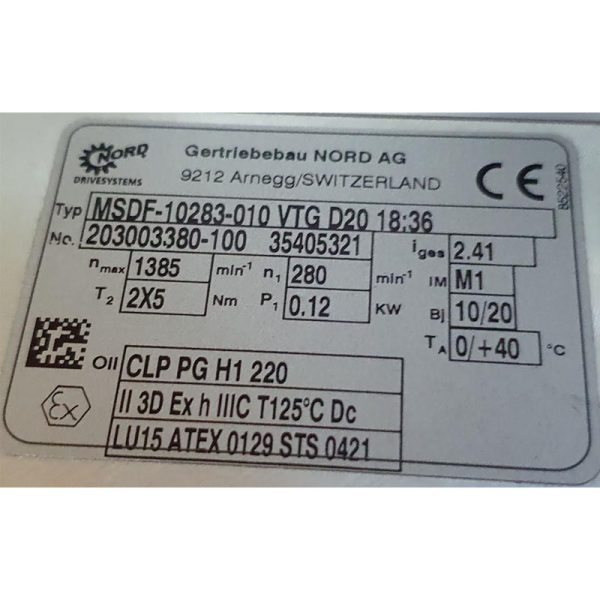 NORD
DRIVESYSTEMS
Gertriebebau NORD AG
9212 Arnegg/SWITZERLAND
CE
Typ MSDF-10283-010 VTG D20 18:36
No. 203003380-100 35405321 iges 2.41
nmax 1385 min-1 n1 280 min-1 IM M1
T2 2X5 Nm P1 0.12 KW Bj 10/20
TA 0/+40 °C
Oil CLP PG H1 220
Ex II 3D Ex h IIIC T125°C Dc
LU15 ATEX 0129 STS 0421